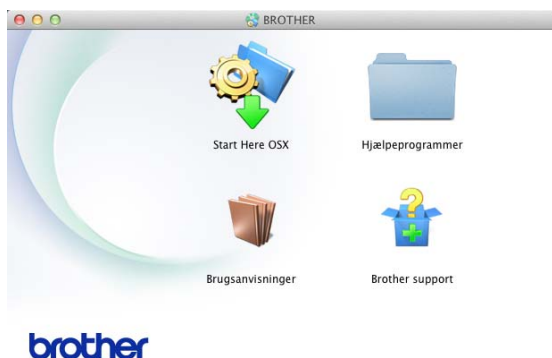 BROTHER
Start Here OSX
Hjælpeprogrammer
Brugsanvisninger
Brother support
brother